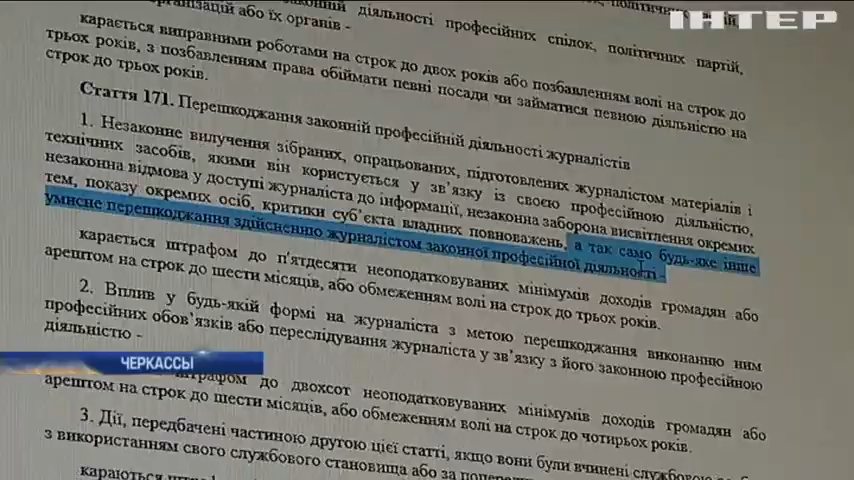 ІНТЕР
законній діяльності професійних спілок, політичних партій,
організацій або їх органів -
карається виправними роботами на строк до двох років або позбавленням волі на строк до
трьох років, з позбавленням права обіймати певні посади чи займатися певною діяльністю на
строк до трьох років.
Стаття 171. Перешкоджання законній професійній діяльності журналістів
1. Незаконне вилучення зібраних, опрацьованих, підготовлених журналістом матеріалів і
технічних засобів, якими він користується у зв’язку із своєю професійною діяльністю,
незаконна відмова у доступі журналіста до інформації, незаконна заборона висвітлення окремих
тем, показу окремих осіб, критики суб’єкта владних повноважень, а так само будь-яке інше
умисне перешкоджання здійсненню журналістом законної професійної діяльності -
карається штрафом до п'ятдесяти неоподатковуваних мінімумів доходів громадян або
арештом на строк до шести місяців, або обмеженням волі на строк до трьох років.
2. Вплив у будь-якій формі на журналіста з метою перешкоджання виконанню ним
професійних обов’язків або переслідування журналіста у зв’язку з його законною професійною
діяльністю -
штрафом до двохсот неоподатковуваних мінімумів доходів громадян або
арештом на строк до шести місяців, або обмеженням волі на строк до чотирьох років.
3. Дії, передбачені частиною другою цієї статті, якщо вони були вчинені службовою
з використанням свого службового становища або за
караються
ЧЕРКАССЫ